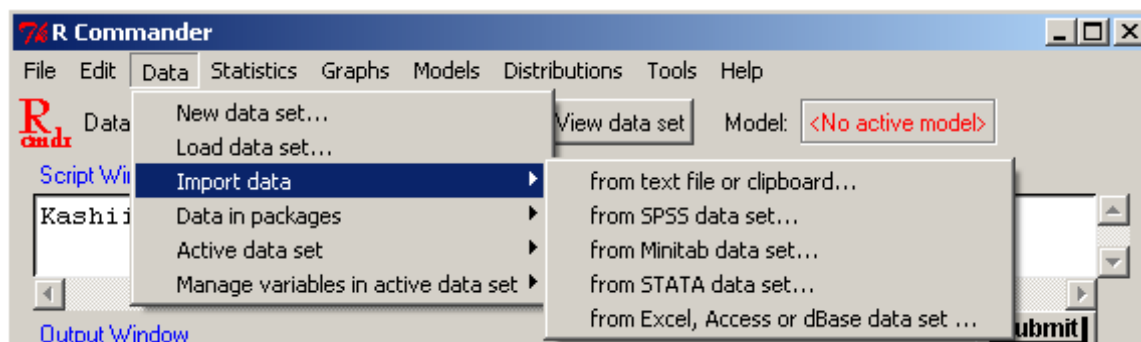 R Commander
File Edit Data Statistics Graphs Models Distributions Tools Help
R cmdr Data View data set Model: <No active model>
New data set...
Load data set...
Import data
Data in packages
Active data set
Manage variables in active data set
from text file or clipboard...
from SPSS data set...
from Minitab data set...
from STATA data set...
from Excel, Access or dBase data set ...
Script Wi
Kashii
Output Window
ubmit